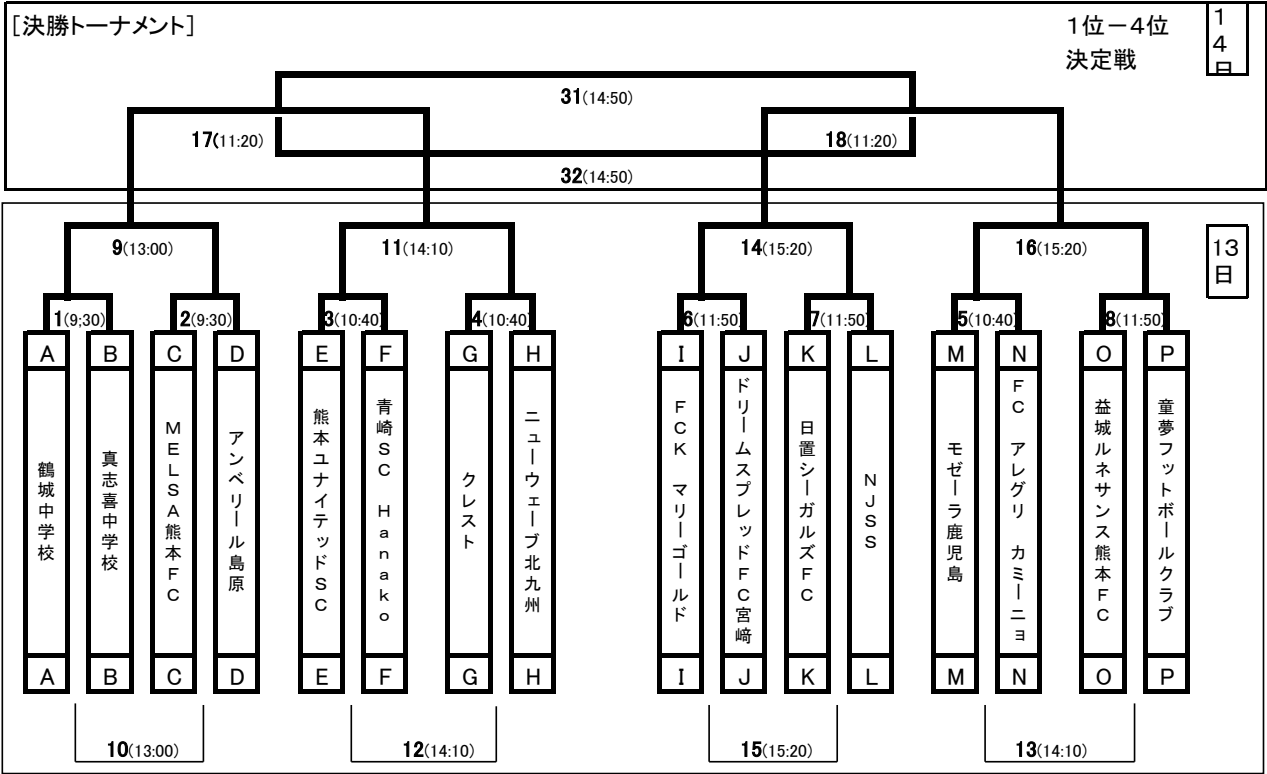 [決勝トーナメント]
1位－4位
決定戦
14日
31(14:50)
17(11:20)
18(11:20)
32(14:50)
9(13:00)
11(14:10)
14(15:20)
16(15:20)
13日
1(9;30)
2(9:30)
3(10:40)
4(10:40)
6(11:50)
7(11:50)
5(10:40)
8(11:50)
A B C D E F G H I J K L M N O P
鶴城中学校
真志喜中学校
MELSA熊本FC
アンベリール島原
熊本ユナイテッドSC
青崎SC Hanako
クレスト
ニューウェーブ北九州
FCK マリーゴールド
ドリームスプレッドFC宮﨑
日置シーガルズFC
NJSS
モゼーラ鹿児島
FC アレグリ カミーニョ
益城ルネサンス熊本FC
童夢フットボールクラブ
A B C D E F G H I J K L M N O P
10(13:00)
12(14:10)
15(15:20)
13(14:10)